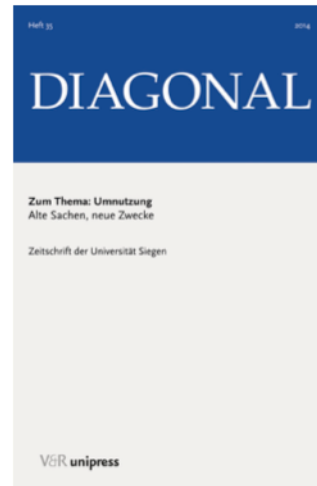 Heft 35 2014
DIAGONAL
Zum Thema: Umnutzung
Alte Sachen, neue Zwecke
Zeitschrift der Universität Siegen
V&R unipress